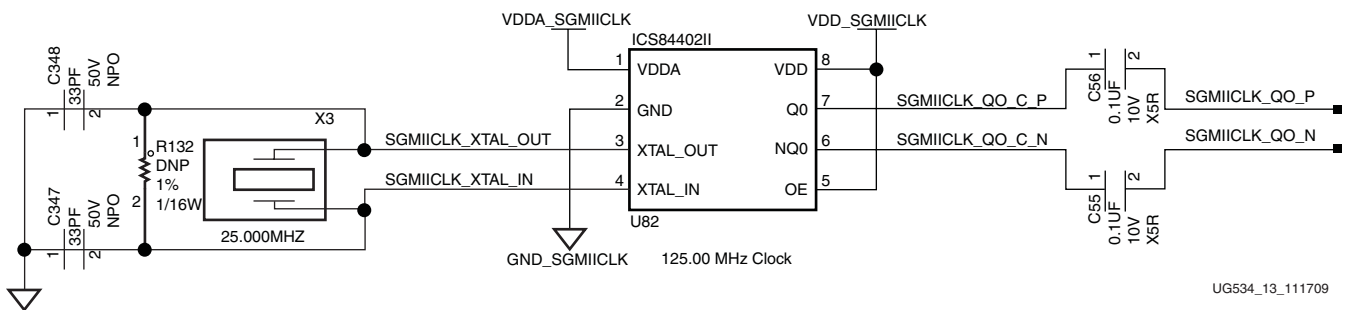 VDDA_SGMIICLK
VDD_SGMIICLK
ICS84402II
1
VDDA
VDD
8
2
GND
Q0
7
3
XTAL_OUT
NQ0
6
4
XTAL_IN
OE
5
U82
125.00 MHz Clock
GND_SGMIICLK
C348
33PF
50V
NPO
1
2
1
R132
DNP
1%
1/16W
2
C347
33PF
50V
NPO
1
2
X3
25.000MHZ
SGMIICLK_XTAL_OUT
SGMIICLK_XTAL_IN
SGMIICLK_QO_C_P
SGMIICLK_QO_C_N
1
2
C56
0.1UF
10V
X5R
SGMIICLK_QO_P
SGMIICLK_QO_N
1
2
C55
0.1UF
10V
X5R
UG534_13_111709